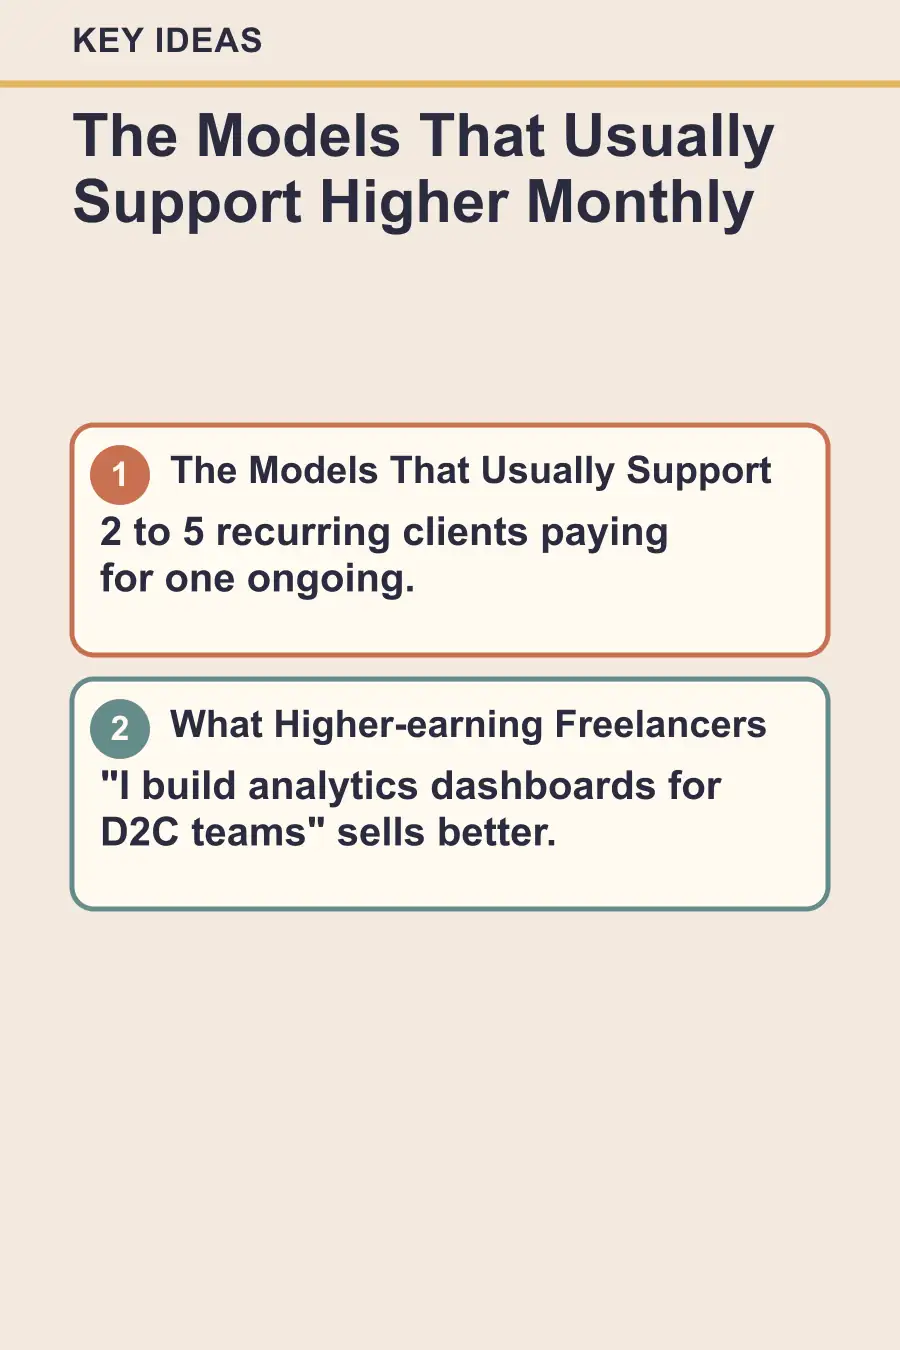 KEY IDEAS
The Models That Usually
Support Higher Monthly
1 The Models That Usually Support
2 to 5 recurring clients paying
for one ongoing.
2 What Higher-earning Freelancers
"I build analytics dashboards for
D2C teams" sells better.